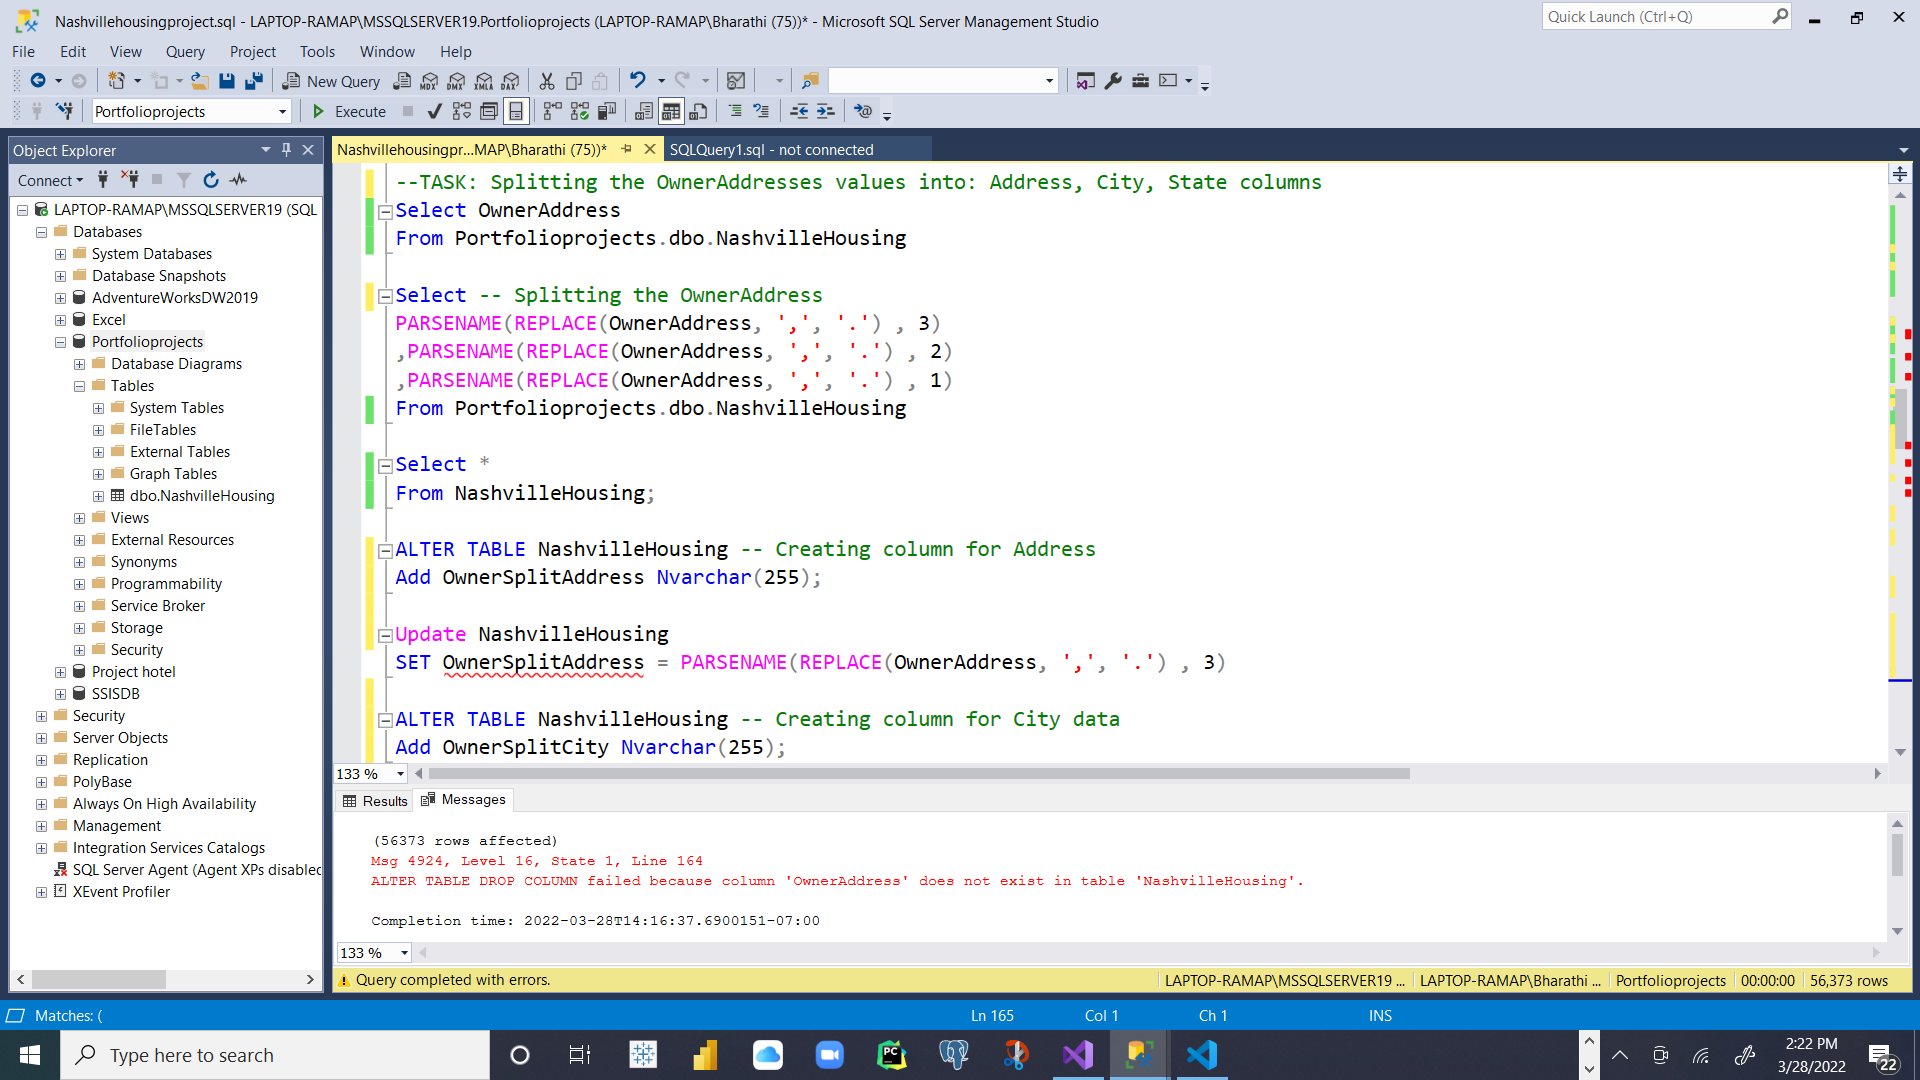 Nashvillehousingproject.sql - LAPTOP-RAMAP\MSSQLSERVER19.Portfolioprojects (LAPTOP-RAMAP\Bharathi (75))* - Microsoft SQL Server Management Studio
Quick Launch (Ctrl+Q)
File Edit View Query Project Tools Window Help
New Query MDX DMX XMLA DAX
Portfolioprojects Execute
Object Explorer
Nashvillehousingpr...MAP\Bharathi (75))* SQLQuery1.sql - not connected
Connect
LAPTOP-RAMAP\MSSQLSERVER19 (SQL
Databases
System Databases
Database Snapshots
AdventureWorksDW2019
Excel
Portfolioprojects
Database Diagrams
Tables
System Tables
FileTables
External Tables
Graph Tables
dbo.NashvilleHousing
Views
External Resources
Synonyms
Programmability
Service Broker
Storage
Security
Project hotel
SSISDB
Security
Server Objects
Replication
PolyBase
Always On High Availability
Management
Integration Services Catalogs
SQL Server Agent (Agent XPs disabled
XEvent Profiler
--TASK: Splitting the OwnerAddresses values into: Address, City, State columns
Select OwnerAddress
From Portfolioprojects.dbo.NashvilleHousing
Select -- Splitting the OwnerAddress
PARSENAME(REPLACE(OwnerAddress, ',', '.') , 3)
,PARSENAME(REPLACE(OwnerAddress, ',', '.') , 2)
,PARSENAME(REPLACE(OwnerAddress, ',', '.') , 1)
From Portfolioprojects.dbo.NashvilleHousing
Select *
From NashvilleHousing;
ALTER TABLE NashvilleHousing -- Creating column for Address
Add OwnerSplitAddress Nvarchar(255);
Update NashvilleHousing
SET OwnerSplitAddress = PARSENAME(REPLACE(OwnerAddress, ',', '.') , 3)
ALTER TABLE NashvilleHousing -- Creating column for City data
Add OwnerSplitCity Nvarchar(255);
133 %
Results Messages
(56373 rows affected)
Msg 4924, Level 16, State 1, Line 164
ALTER TABLE DROP COLUMN failed because column 'OwnerAddress' does not exist in table 'NashvilleHousing'.
Completion time: 2022-03-28T14:16:37.6900151-07:00
133 %
Query completed with errors. LAPTOP-RAMAP\MSSQLSERVER19 ... LAPTOP-RAMAP\Bharathi ... Portfolioprojects 00:00:00 56,373 rows
Matches: ( Ln 165 Col 1 Ch 1 INS
Type here to search
PC
2:22 PM
3/28/2022
22